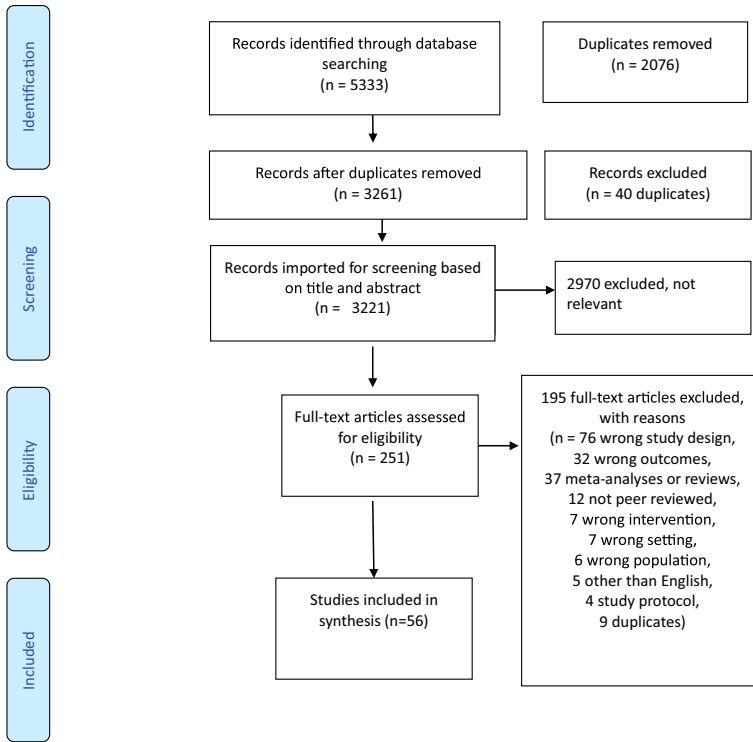 Identification
Records identified through database
searching
(n = 5333)
Duplicates removed
(n = 2076)
Records after duplicates removed
(n = 3261)
Records excluded
(n = 40 duplicates)
Screening
Records imported for screening based
on title and abstract
(n = 3221)
2970 excluded, not
relevant
Eligibility
Full-text articles assessed
for eligibility
(n = 251)
195 full-text articles excluded,
with reasons
(n = 76 wrong study design,
32 wrong outcomes,
37 meta-analyses or reviews,
12 not peer reviewed,
7 wrong intervention,
7 wrong setting,
6 wrong population,
5 other than English,
4 study protocol,
9 duplicates)
Included
Studies included in
synthesis (n=56)